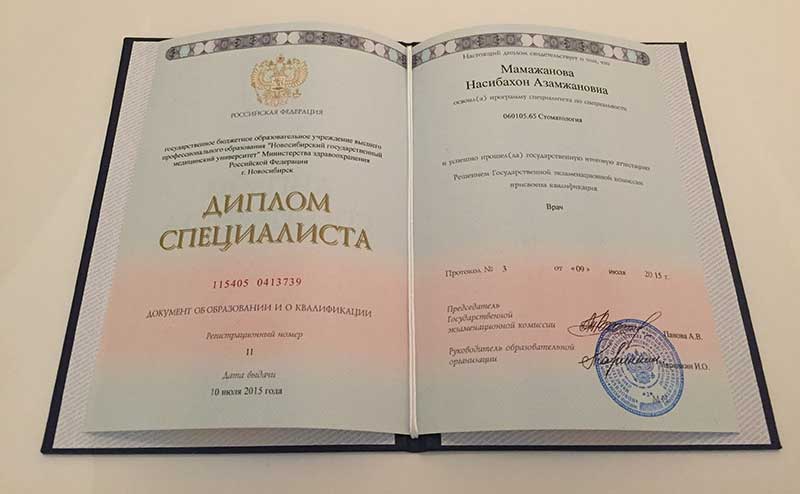 РОССИЙСКАЯ ФЕДЕРАЦИЯ
государственное бюджетное образовательное учреждение высшего
профессионального образования "Новосибирский государственный
медицинский университет" Министерства здравоохранения
Российской Федерации
г. Новосибирск
ДИПЛОМ
СПЕЦИАЛИСТА
115405 0413739
ДОКУМЕНТ ОБ ОБРАЗОВАНИИ И О КВАЛИФИКАЦИИ
Регистрационный номер
11
Дата выдачи
10 июля 2015 года
Настоящий диплом свидетельствует о том, что
Мамажанова
Насибахон Азамжановна
освоил(а) программу специалитета по специальности
060105.65 Стоматология
и успешно прошел(ла) государственную итоговую аттестацию
Решением Государственной экзаменационной комиссии
присвоена квалификация
Врач
Протокол № 3 от «09» июля 2015 г.
Председатель
Государственной
экзаменационной комиссии
Панова А.В.
Руководитель образовательной
организации
И.О.